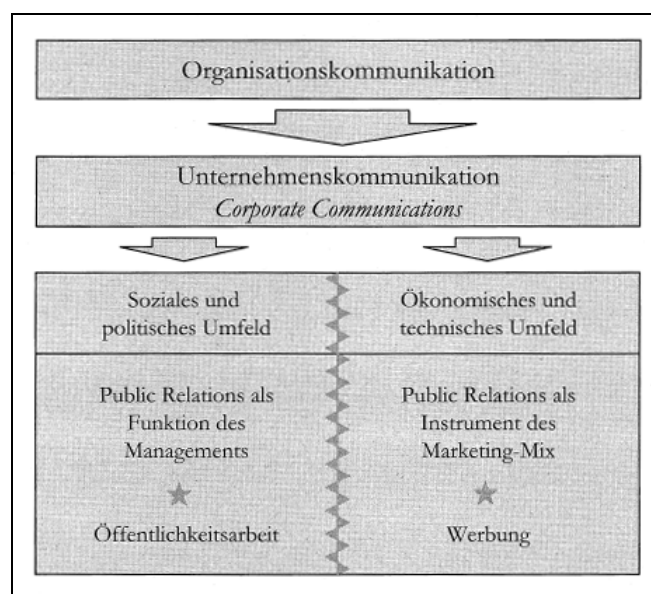 Organisationskommunikation
Unternehmenskommunikation
Corporate Communications
Soziales und
politisches Umfeld
Ökonomisches und
technisches Umfeld
Public Relations als
Funktion des
Managements
Öffentlichkeitsarbeit
Public Relations als
Instrument des
Marketing-Mix
Werbung